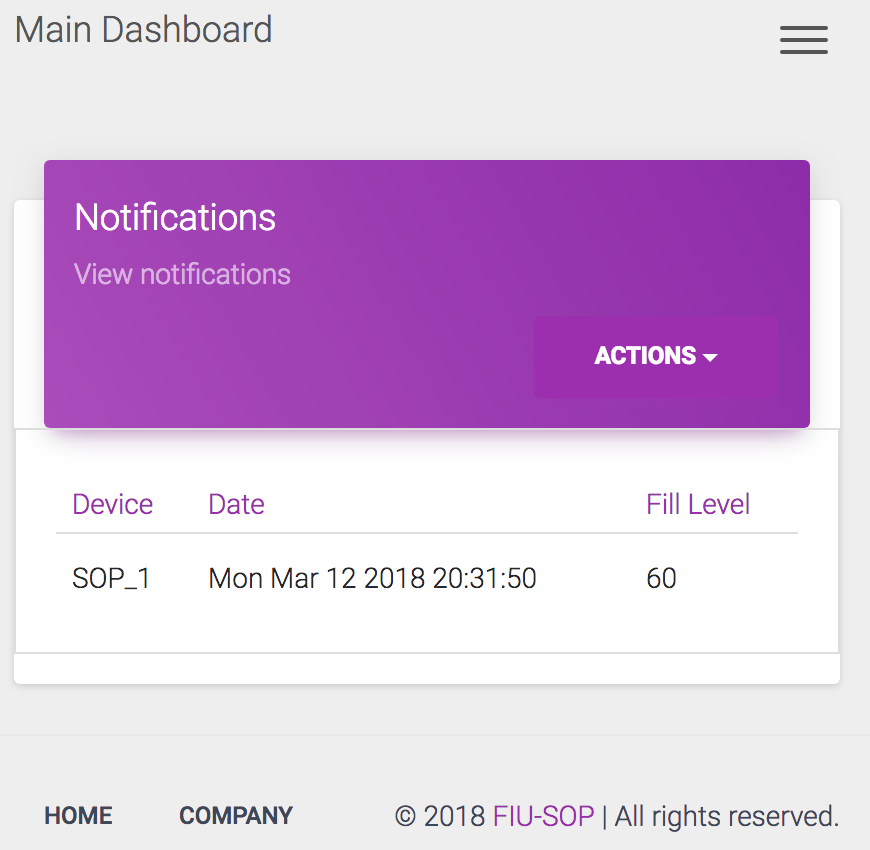 Main Dashboard
Notifications
View notifications
ACTIONS
Device Date Fill Level
SOP_1 Mon Mar 12 2018 20:31:50 60
HOME COMPANY © 2018 FIU-SOP | All rights reserved.